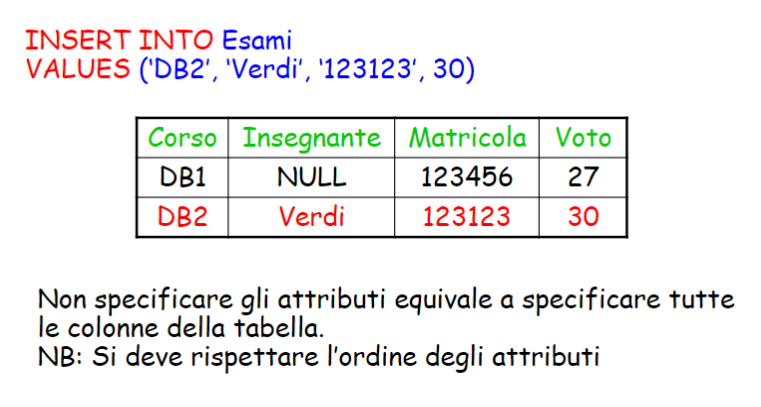 INSERT INTO Esami
VALUES (‘DB2’, ‘Verdi’, ‘123123’, 30)
Corso Insegnante Matricola Voto
DB1 NULL 123456 27
DB2 Verdi 123123 30
Non specificare gli attributi equivale a specificare tutte
le colonne della tabella.
NB: Si deve rispettare l’ordine degli attributi